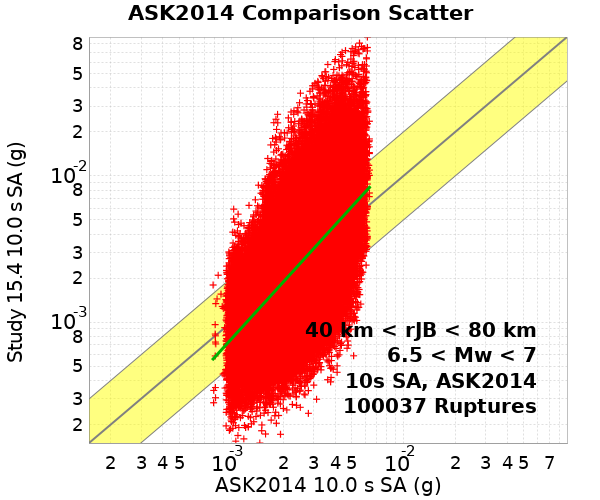 ASK2014 Comparison Scatter
Study 15.4 10.0 s SA (g)
8
5
3
2
10-2
8
5
3
2
10-3
8
5
3
2
40 km < rJB < 80 km
6.5 < Mw < 7
10s SA, ASK2014
100037 Ruptures
2 3 4 5 10-3 2 3 4 5 10-2 2 3 4 5 7
ASK2014 10.0 s SA (g)